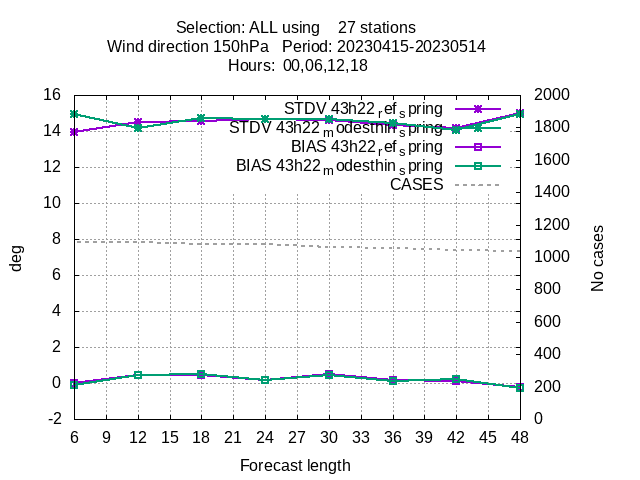 Selection: ALL using 27 stations
Wind direction 150hPa Period: 20230415-20230514
Hours: 00,06,12,18
STDV 43h22_ref_spring
STDV 43h22_modesthin_spring
BIAS 43h22_ref_spring
BIAS 43h22_modesthin_spring
CASES
16 2000
14 1800
12 1600
10 1400
8 1200
6 1000
4 800
2 600
0 400
-2 200
0
deg
No cases
6 9 12 15 18 21 24 27 30 33 36 39 42 45 48
Forecast length